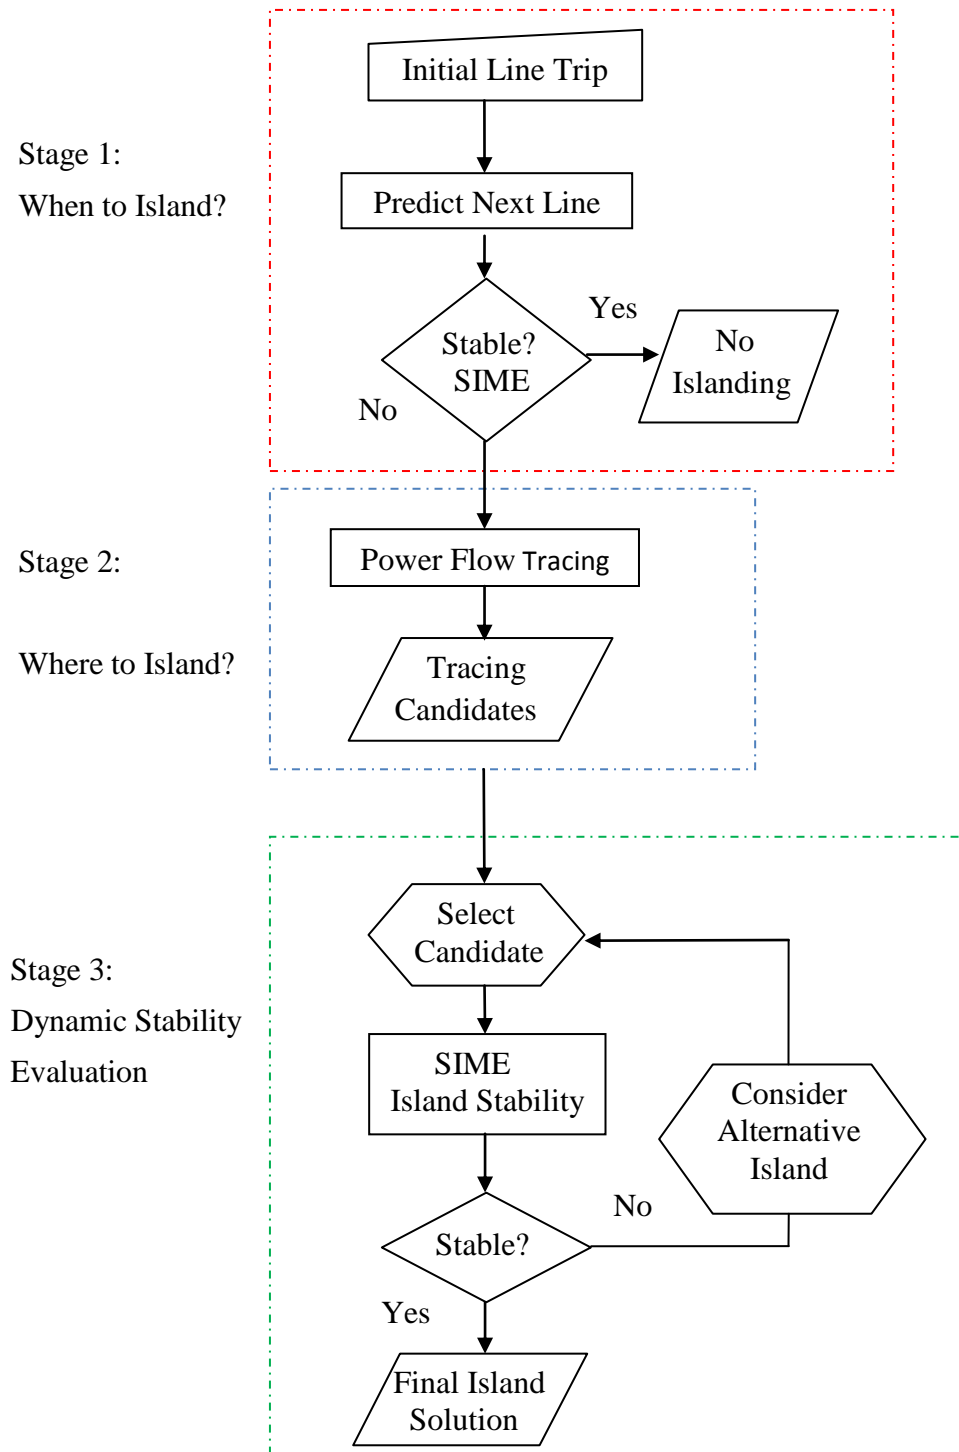 Initial Line Trip
Stage 1:
When to Island?
Predict Next Line
Yes
Stable?
SIME
No
Islanding
No
Stage 2:
Power Flow Tracing
Where to Island?
Tracing
Candidates
Select
Candidate
Stage 3:
Dynamic Stability
Evaluation
SIME
Island Stability
Consider
Alternative
Island
No
Stable?
Yes
Final Island
Solution